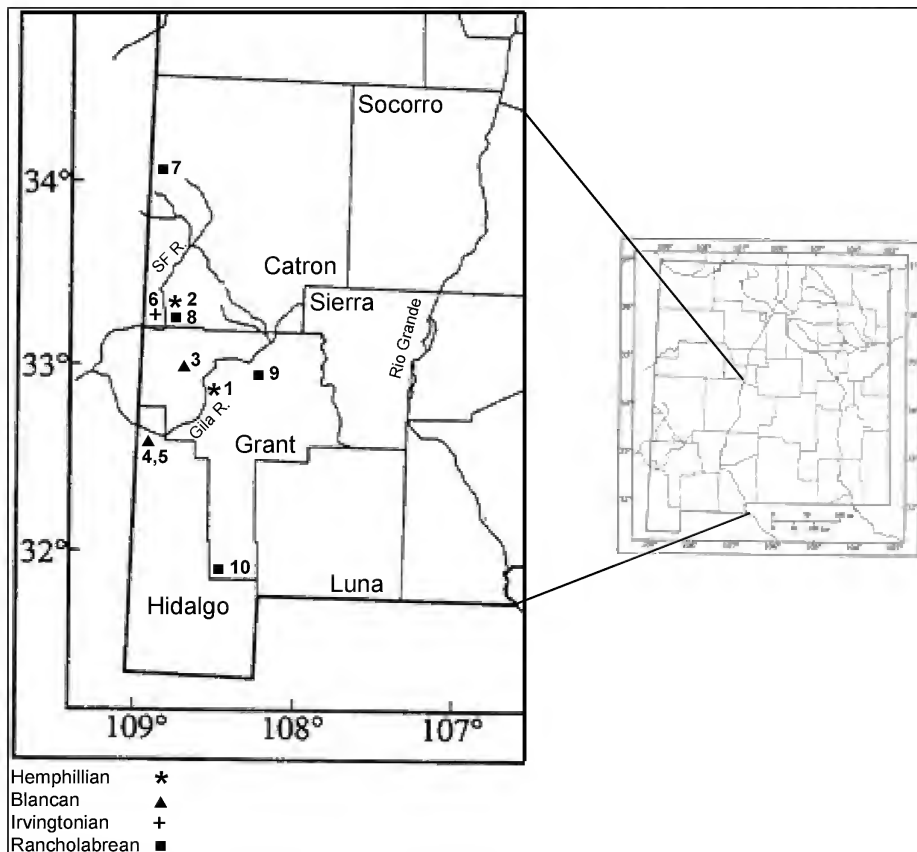 Socorro
34°
7
SF R.
Catron
Sierra
6
2
8
Rio Grande
33°
3
1
9
Gila R.
Grant
4,5
32°
10
Luna
Hidalgo
109°
108°
107°
Hemphillian *
Blancan ▲
Irvingtonian +
Rancholabrean ■